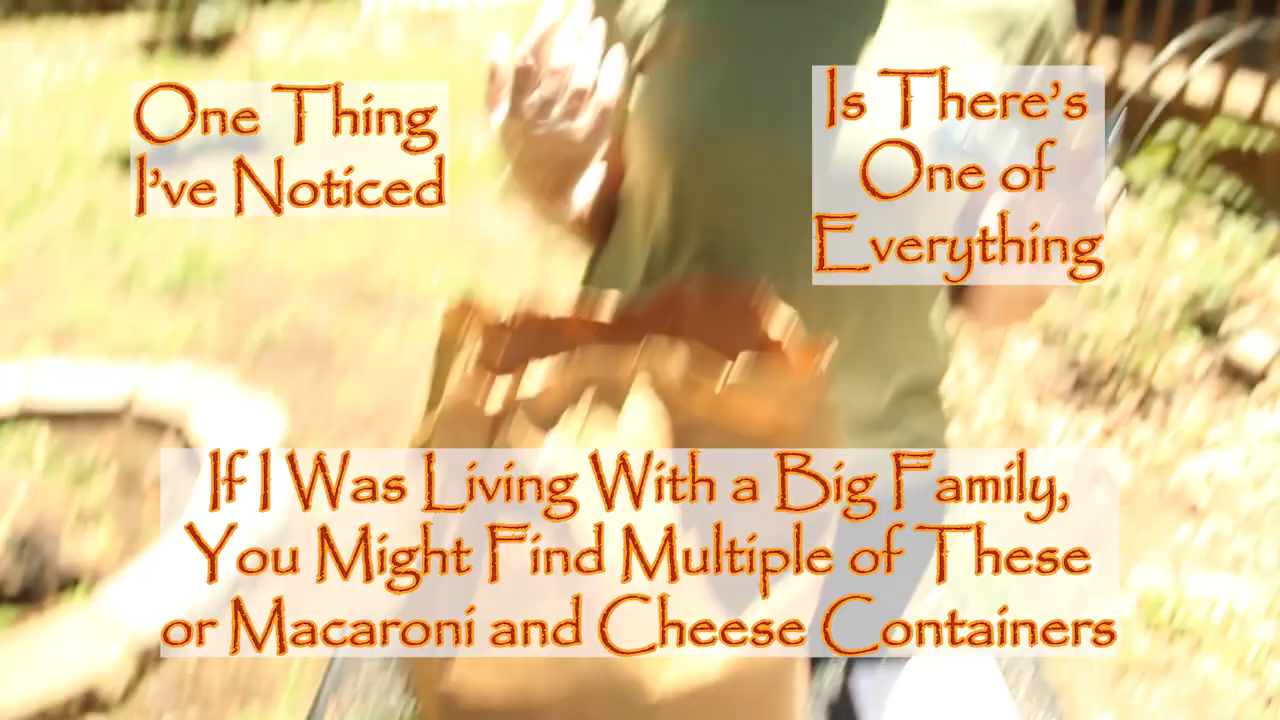 One Thing
I've Noticed
Is There's
One of
Everything
If I Was Living With a Big Family,
You Might Find Multiple of These
or Macaroni and Cheese Containers